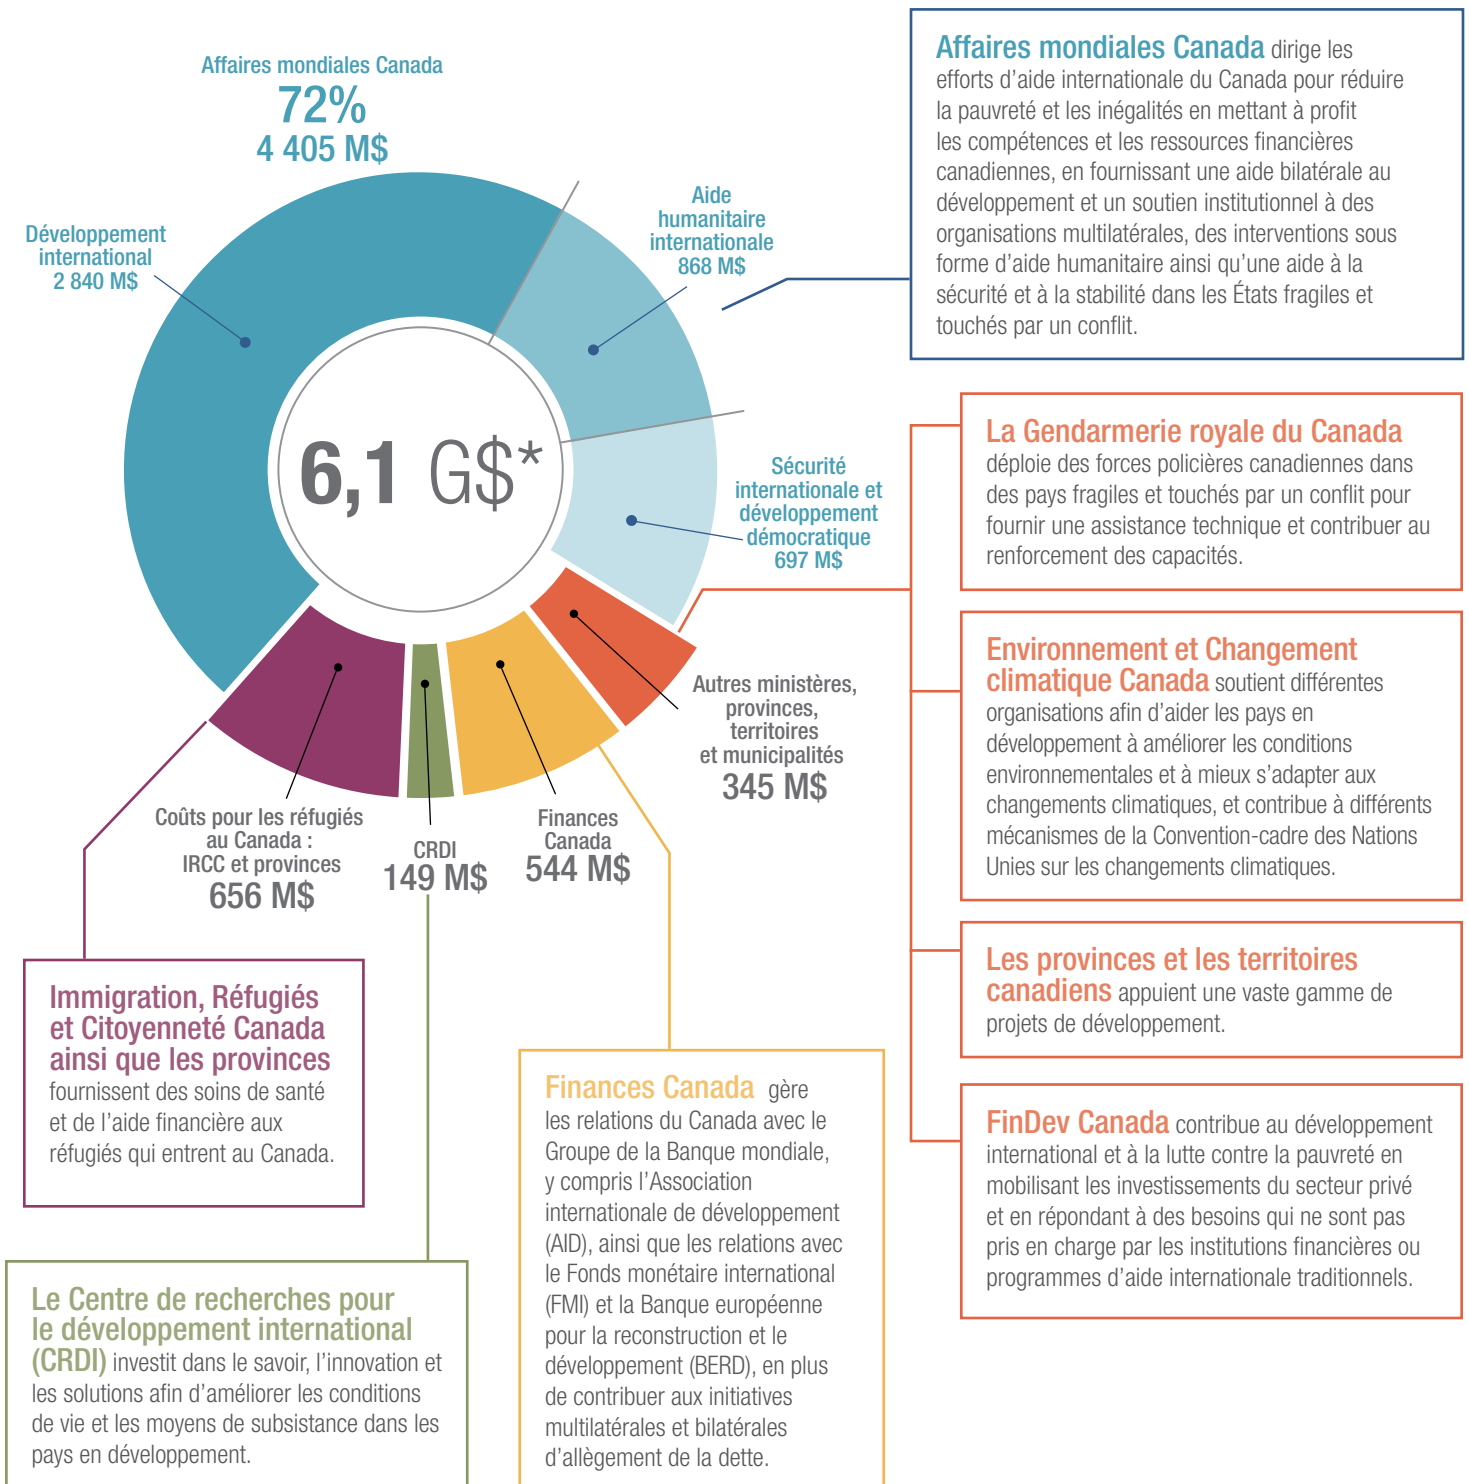 Affaires mondiales Canada
72%
4 405 M$
Développement
international
2 840 M$
Aide
humanitaire
internationale
868 M$
Sécurité
internationale et
développement
démocratique
697 M$
6,1 G$*
Autres ministères,
provinces,
territoires
et municipalités
345 M$
Finances
Canada
544 M$
CRDI
149 M$
Coûts pour les réfugiés
au Canada :
IRCC et provinces
656 M$
Affaires mondiales Canada dirige les
efforts d'aide internationale du Canada pour réduire
la pauvreté et les inégalités en mettant à profit
les compétences et les ressources financières
canadiennes, en fournissant une aide bilatérale au
développement et un soutien institutionnel à des
organisations multilatérales, des interventions sous
forme d'aide humanitaire ainsi qu'une aide à la
sécurité et à la stabilité dans les États fragiles et
touchés par un conflit.
La Gendarmerie royale du Canada
déploie des forces policières canadiennes dans
des pays fragiles et touchés par un conflit pour
fournir une assistance technique et contribuer au
renforcement des capacités.
Environnement et Changement
climatique Canada soutient différentes
organisations afin d'aider les pays en
développement à améliorer les conditions
environnementales et à mieux s'adapter aux
changements climatiques, et contribue à différents
mécanismes de la Convention-cadre des Nations
Unies sur les changements climatiques.
Les provinces et les territoires
canadiens appuient une vaste gamme de
projets de développement.
FinDev Canada contribue au développement
international et à la lutte contre la pauvreté en
mobilisant les investissements du secteur privé
et en répondant à des besoins qui ne sont pas
pris en charge par les institutions financières ou
programmes d'aide internationale traditionnels.
Immigration, Réfugiés
et Citoyenneté Canada
ainsi que les provinces
fournissent des soins de santé
et de l'aide financière aux
réfugiés qui entrent au Canada.
Finances Canada gère
les relations du Canada avec le
Groupe de la Banque mondiale,
y compris l'Association
internationale de développement
(AID), ainsi que les relations avec
le Fonds monétaire international
(FMI) et la Banque européenne
pour la reconstruction et le
développement (BERD), en plus
de contribuer aux initiatives
multilatérales et bilatérales
d'allègement de la dette.
Le Centre de recherches pour
le développement international
(CRDI) investit dans le savoir, l'innovation et
les solutions afin d'améliorer les conditions
de vie et les moyens de subsistance dans les
pays en développement.